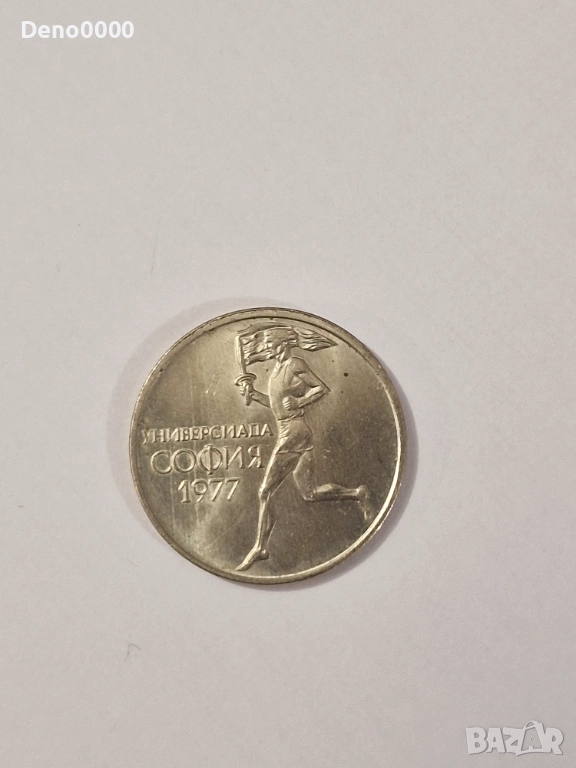 Deno0000
УНИВЕРСИАДА
СОФИЯ
1977
BAZAR